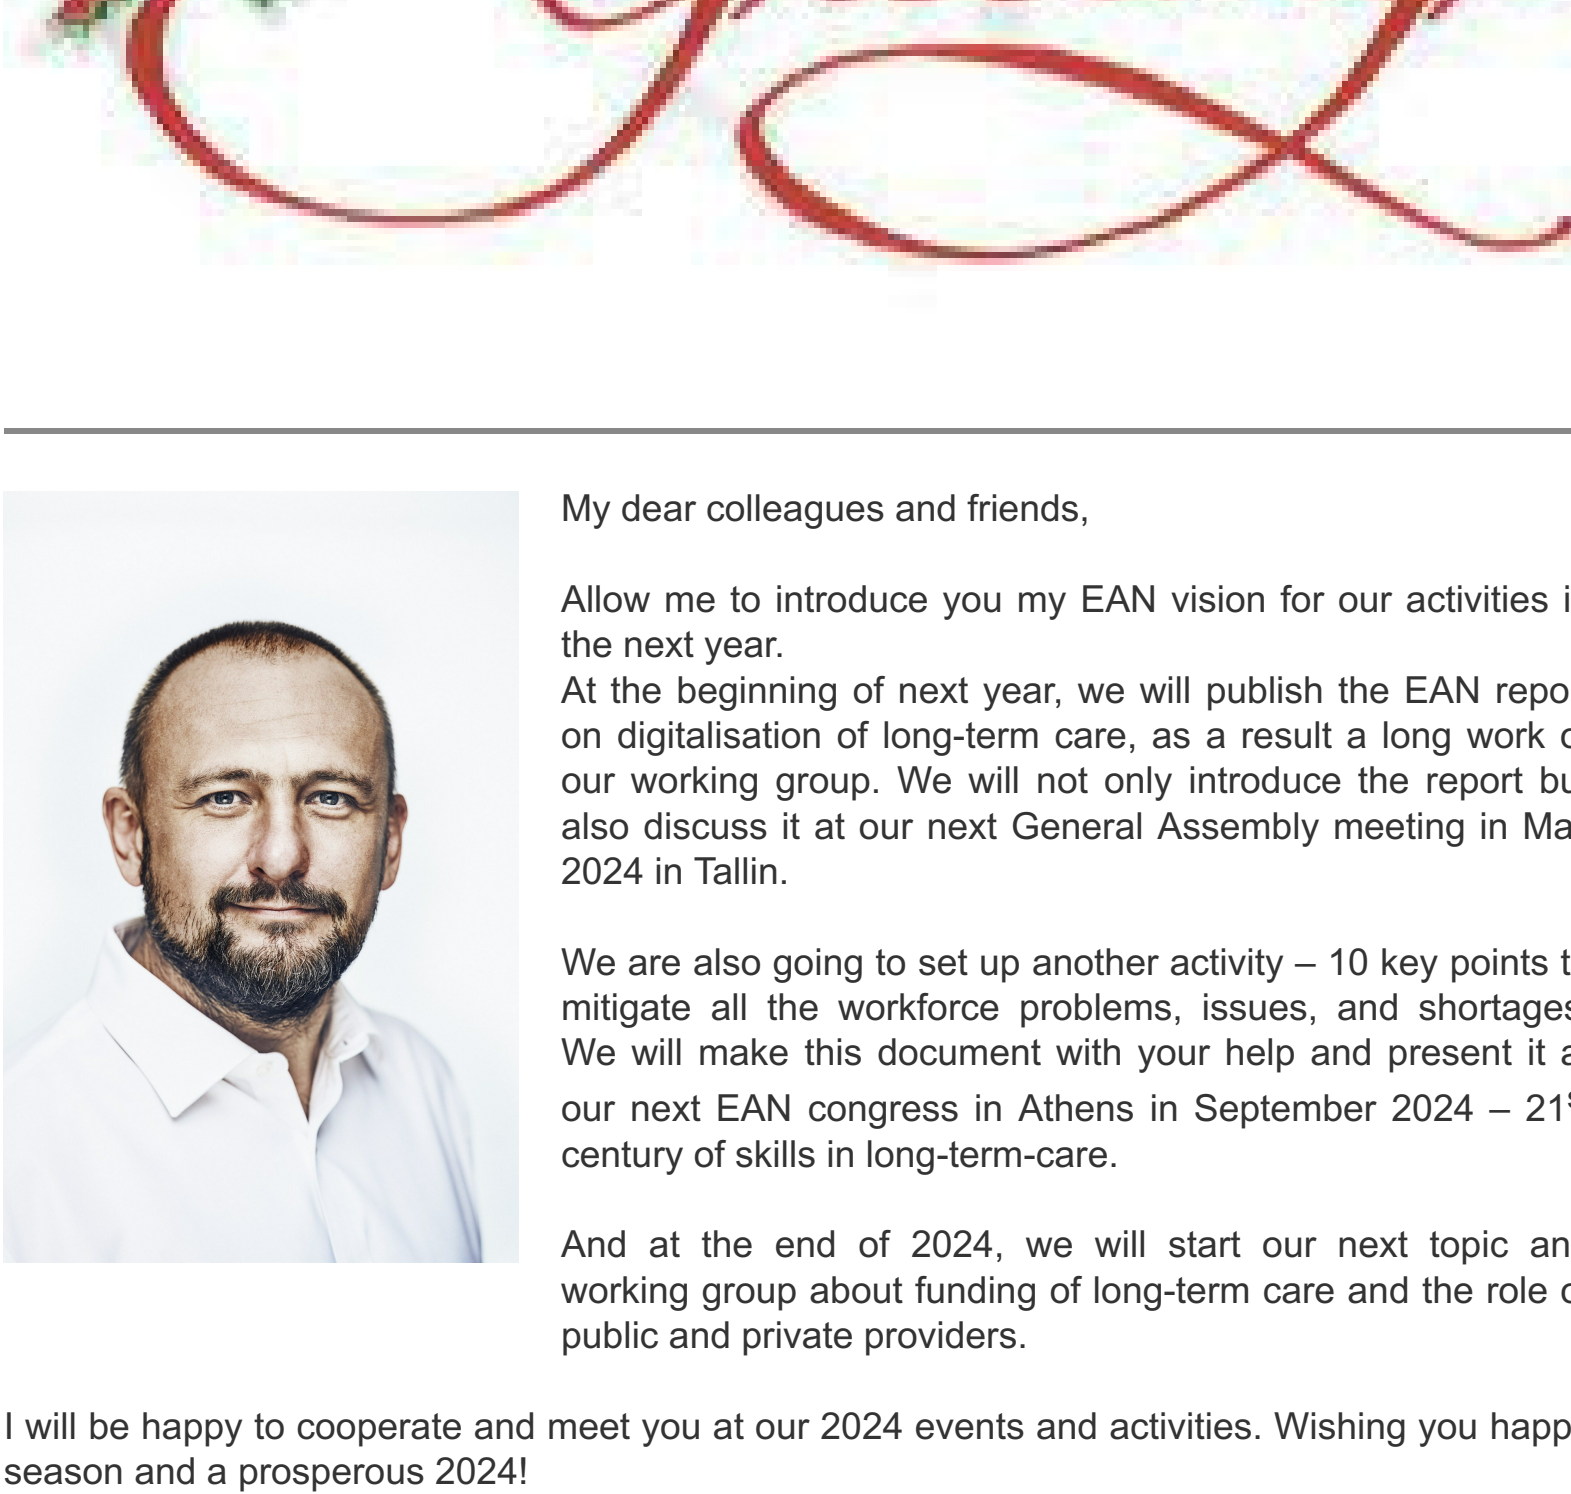 My dear colleagues and friends,
Allow me to introduce you my EAN vision for our activities
the next year.
At the beginning of next year, we will publish the EAN
on digitalisation of long-term care, as a result a long work
our working group. We will not only introduce the report
also discuss it at our next General Assembly meeting in
2024 in Tallin.
We are also going to set up another activity – 10 key points
mitigate all the workforce problems, issues, and shortages
We will make this document with your help and present it
our next EAN congress in Athens in September 2024 – 21
century of skills in long-term-care.
And at the end of 2024, we will start our next topic
working group about funding of long-term care and the role
public and private providers.
I will be happy to cooperate and meet you at our 2024 events and activities. Wishing you
season and a prosperous 2024!